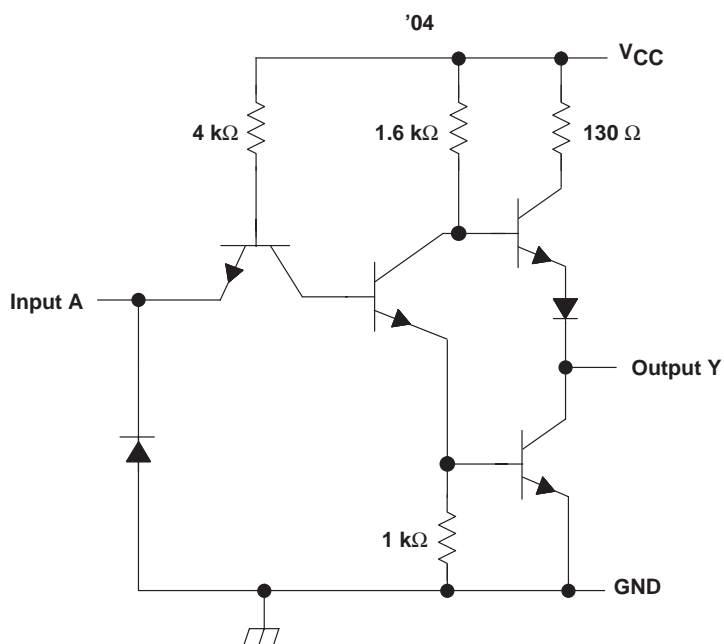 '04
VCC
4 kΩ
1.6 kΩ
130 Ω
Input A
Output Y
1 kΩ
GND